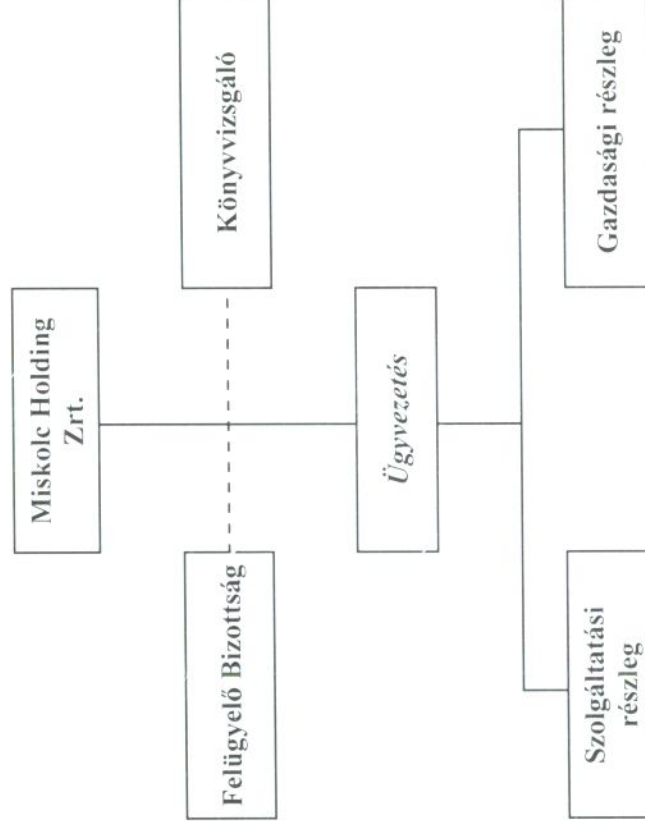 Miskolc Holding
Zrt.
Felügyelő Bizottság
Könyvvizsgáló
Ügyvezetés
Szolgáltatási
részleg
Gazdasági részleg